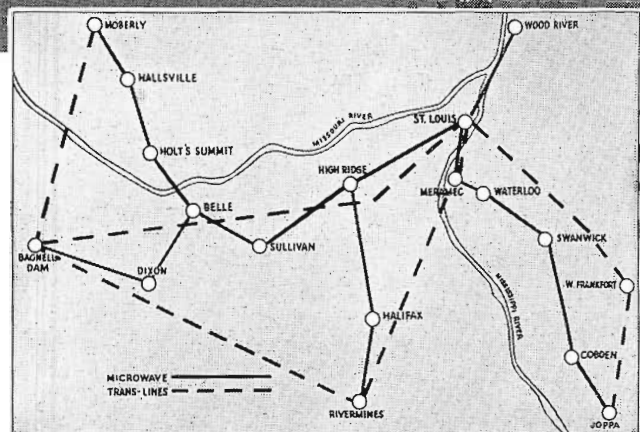 MOBERLY
WOOD RIVER
HALLSVILLE
MISSOURI RIVER
ST. LOUIS
HOLT'S SUMMIT
HIGH RIDGE
MERAMEC
WATERLOO
BELLE
SULLIVAN
SWANWICK
BAGNELL
DAM
DIXON
MISSISSIPPI RIVER
W. FRANKFORT
HALIFAX
COBDEN
MICROWAVE
TRANS-LINES
RIVERMINES
JOPPA